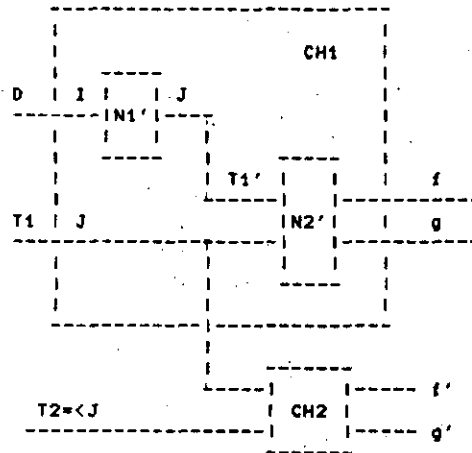 CH1
D I N1' J
T1' f
T1 J N2' g
f'
T2=<J CH2
g'